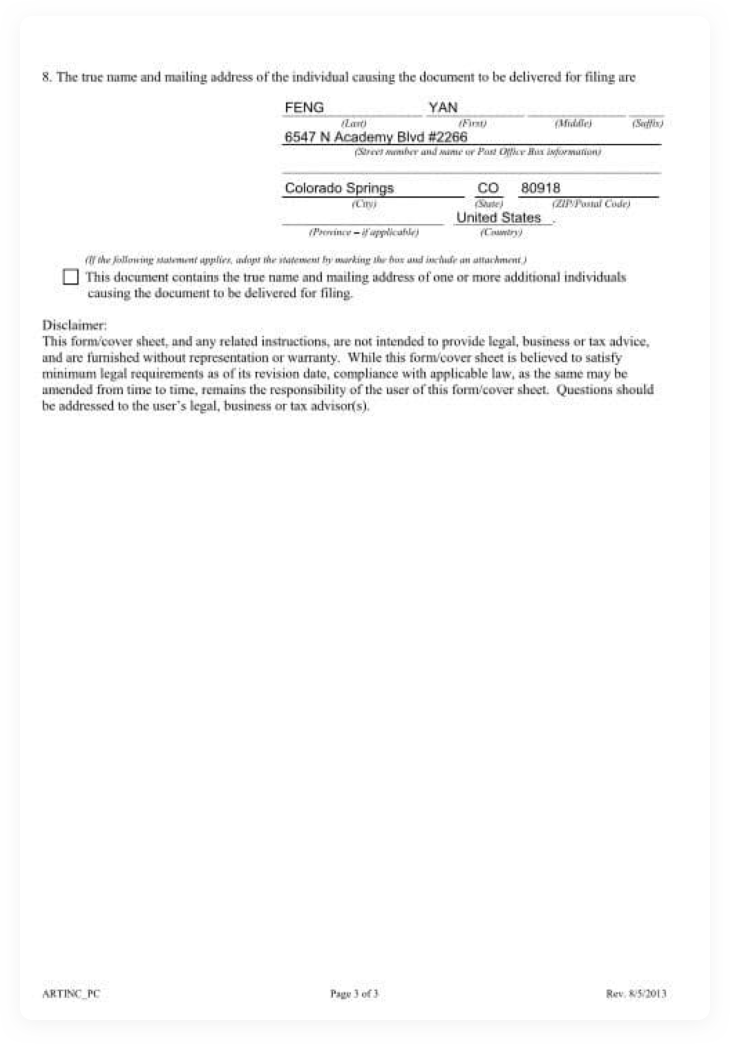 8. The true name and mailing address of the individual causing the document to be delivered for filing are
FENG YAN
(Last) (First) (Middle) (Suffix)
6547 N Academy Blvd #2266
(Street number and name or Post Office Box information)
Colorado Springs CO 80918
(City) (State) (ZIP/Postal Code)
United States .
(Province – if applicable) (Country)
(If the following statement applies, adopt the statement by marking the box and include an attachment.)
This document contains the true name and mailing address of one or more additional individuals
causing the document to be delivered for filing.
Disclaimer:
This form/cover sheet, and any related instructions, are not intended to provide legal, business or tax advice,
and are furnished without representation or warranty. While this form/cover sheet is believed to satisfy
minimum legal requirements as of its revision date, compliance with applicable law, as the same may be
amended from time to time, remains the responsibility of the user of this form/cover sheet. Questions should
be addressed to the user's legal, business or tax advisor(s).
ARTINC_PC Page 3 of 3 Rev. 8/5/2013